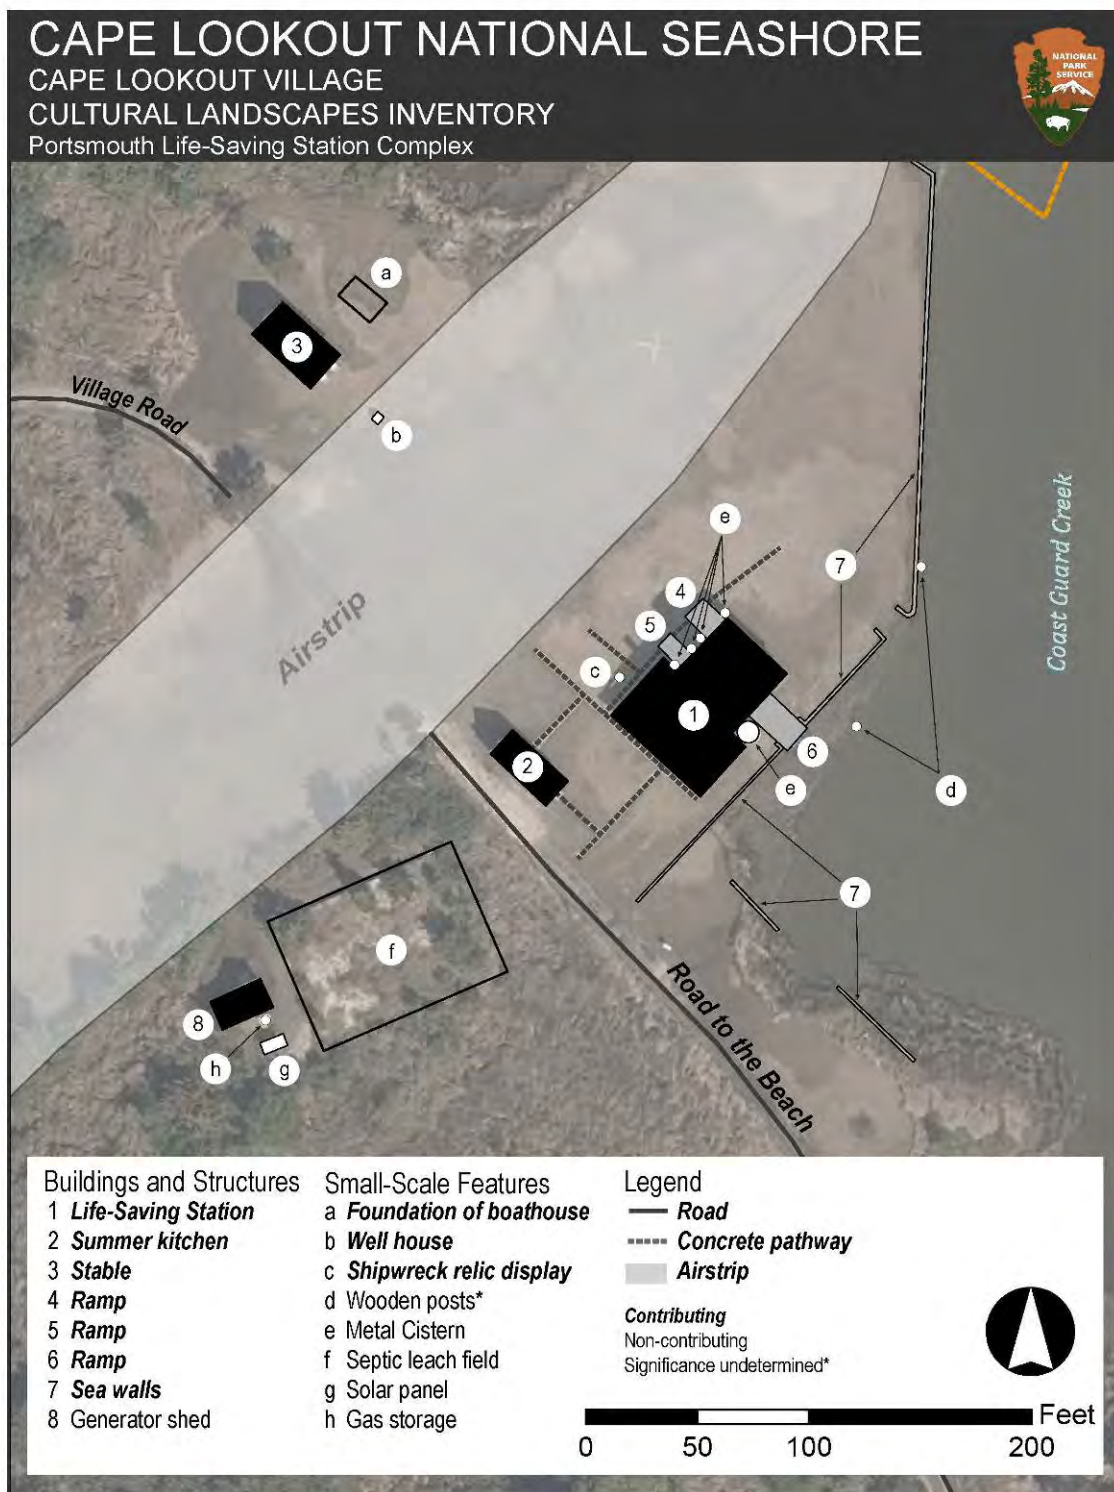 CAPE LOOKOUT NATIONAL SEASHORE
CAPE LOOKOUT VILLAGE
CULTURAL LANDSCAPES INVENTORY
Portsmouth Life-Saving Station Complex
NATIONAL
PARK
SERVICE
a
3
Village Road
b
e
7
4
5
Airstrip
c
Coast Guard Creek
1
2
6
e
d
7
f
8
h
g
Road to the Beach
Buildings and Structures
1 Life-Saving Station
2 Summer kitchen
3 Stable
4 Ramp
5 Ramp
6 Ramp
7 Sea walls
8 Generator shed
Small-Scale Features
a Foundation of boathouse
b Well house
c Shipwreck relic display
d Wooden posts*
e Metal Cistern
f Septic leach field
g Solar panel
h Gas storage
Legend
Road
Concrete pathway
Airstrip
Contributing
Non-contributing
Significance undetermined*
Feet
0 50 100 200